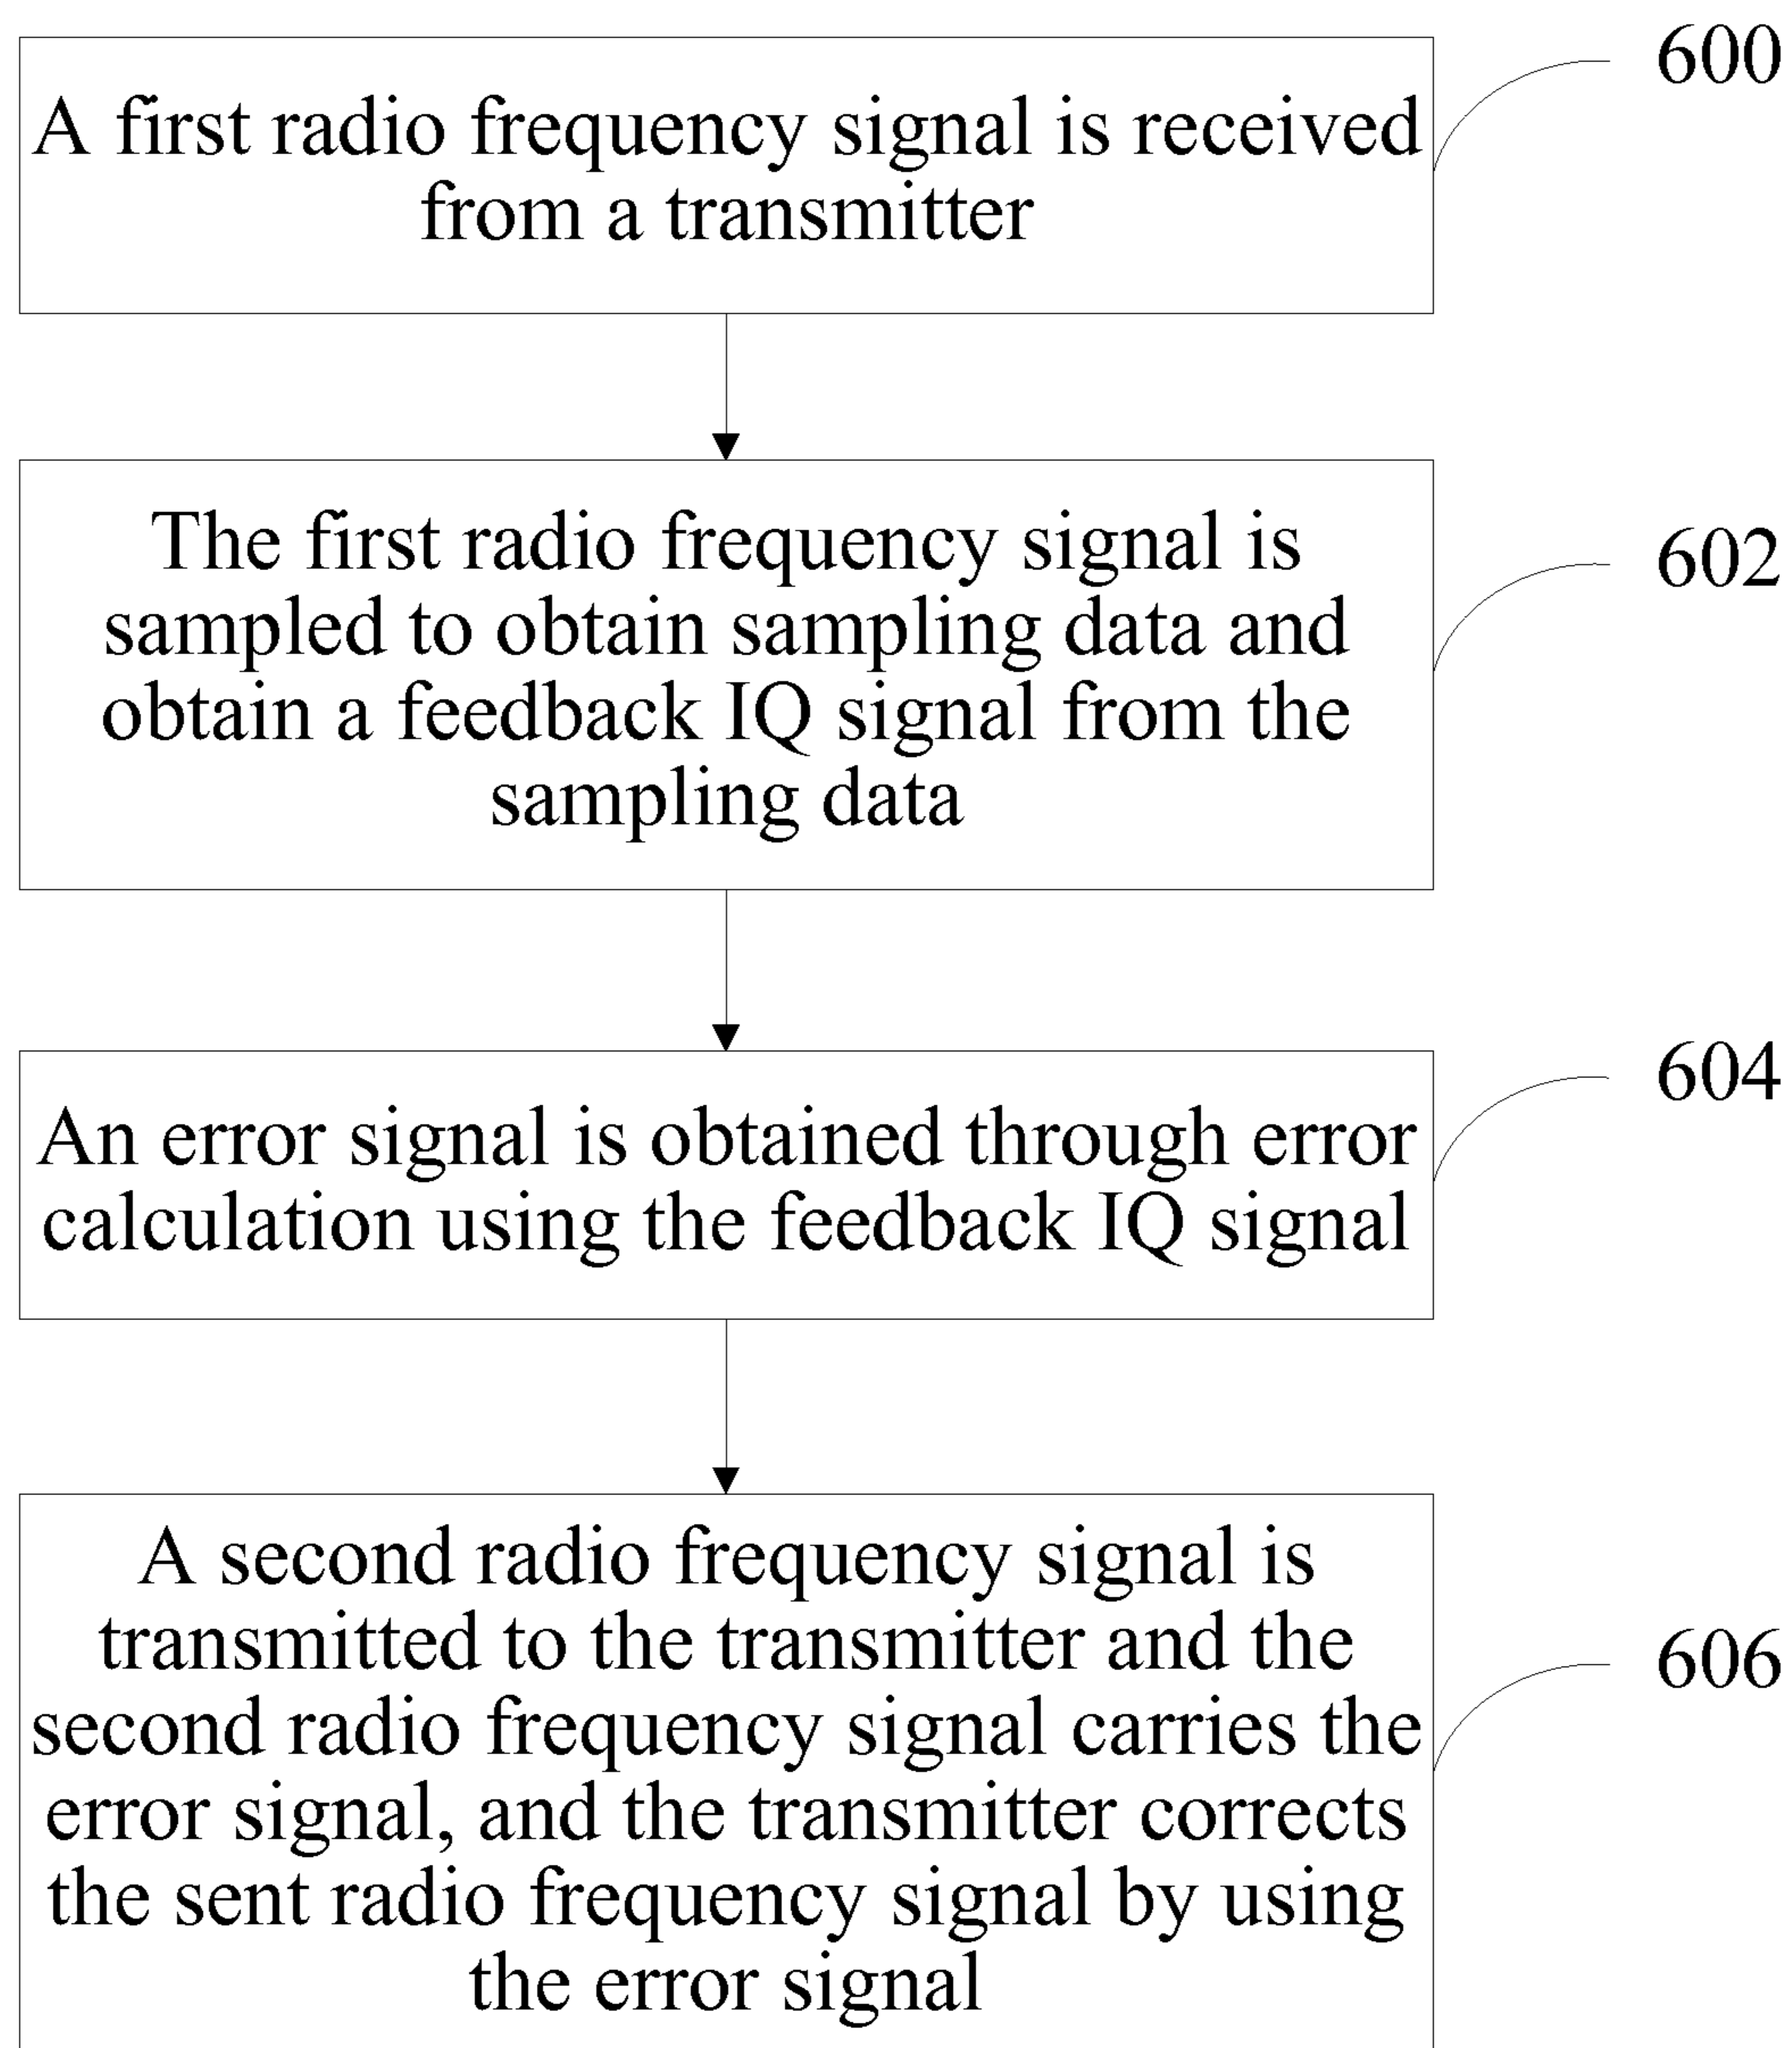 600
A first radio frequency signal is received
from a transmitter
602
The first radio frequency signal is
sampled to obtain sampling data and
obtain a feedback IQ signal from the
sampling data
604
An error signal is obtained through error
calculation using the feedback IQ signal
606
A second radio frequency signal is
transmitted to the transmitter and the
second radio frequency signal carries the
error signal, and the transmitter corrects
the sent radio frequency signal by using
the error signal